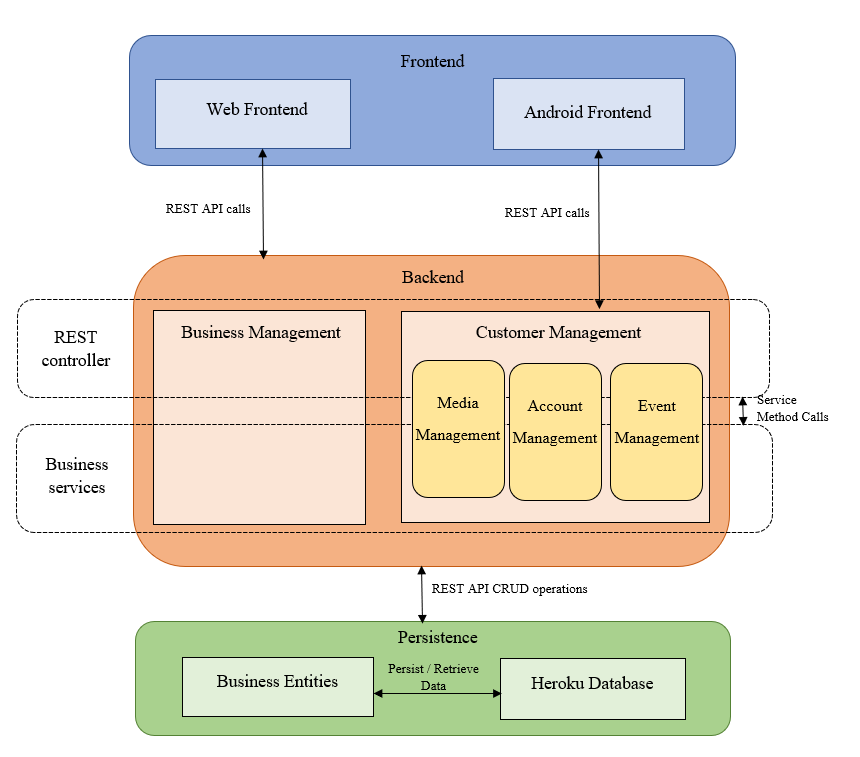 Frontend
Web Frontend
Android Frontend
REST API calls
REST API calls
Backend
REST
controller
Business Management
Customer Management
Media
Management
Account
Management
Event
Management
Service
Method Calls
Business
services
REST API CRUD operations
Persistence
Business Entities
Persist / Retrieve
Data
Heroku Database